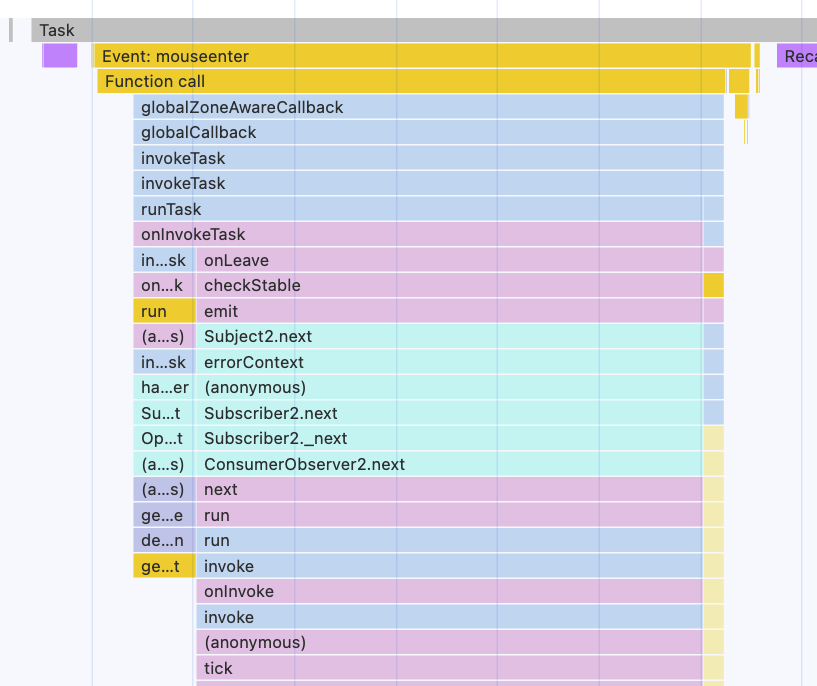 Task
Event: mouseenter Reca
Function call
globalZoneAwareCallback
globalCallback
invokeTask
invokeTask
runTask
onInvokeTask
in...sk onLeave
on...k checkStable
run emit
(a...s) Subject2.next
in...sk errorContext
ha...er (anonymous)
Su...t Subscriber2.next
Op...t Subscriber2._next
(a...s) ConsumerObserver2.next
(a...s) next
ge...e run
de...n run
ge...t invoke
onInvoke
invoke
(anonymous)
tick